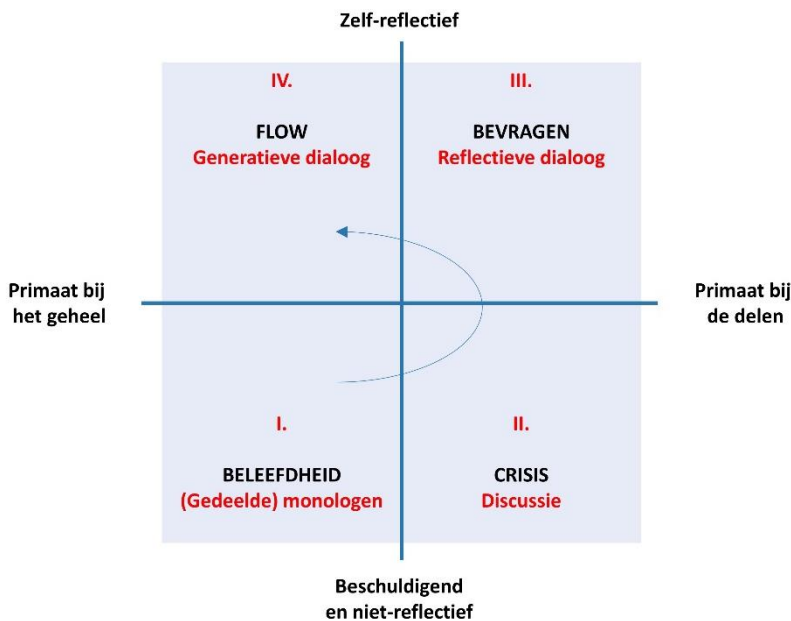 Zelf-reflectief
IV.
FLOW
Generatieve dialoog
III.
BEVRAGEN
Reflectieve dialoog
Primaat bij
het geheel
Primaat bij
de delen
I.
BELEEFDHEID
(Gedeelde) monologen
II.
CRISIS
Discussie
Beschuldigend
en niet-reflectief